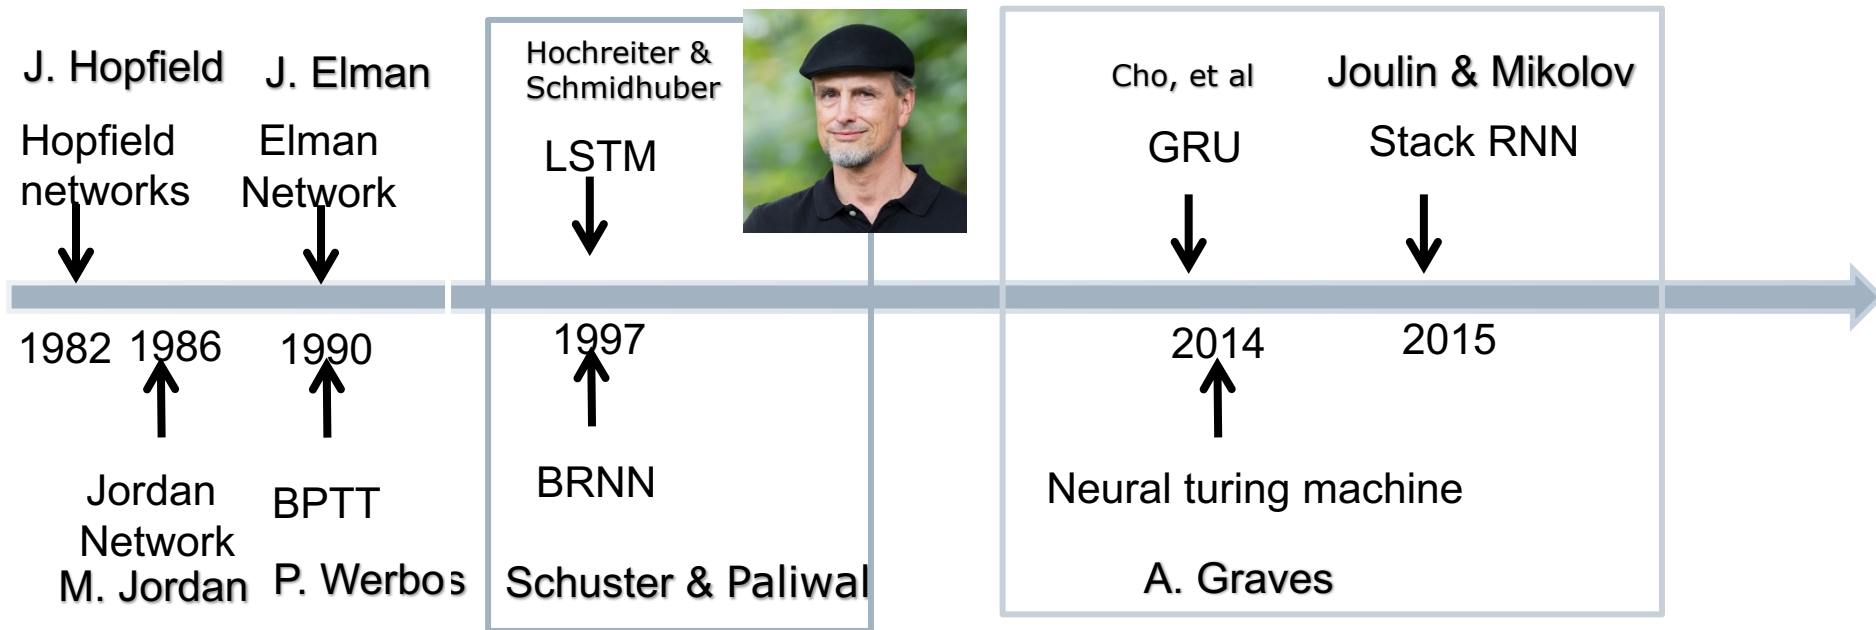 J. Hopfield
Hopfield
networks
J. Elman
Elman
Network
Hochreiter &
Schmidhuber
LSTM
Cho, et al
GRU
Joulin & Mikolov
Stack RNN
1982
1986
1990
1997
2014
2015
Jordan
Network
M. Jordan
BPTT
P. Werbos
BRNN
Schuster & Paliwal
Neural turing machine
A. Graves